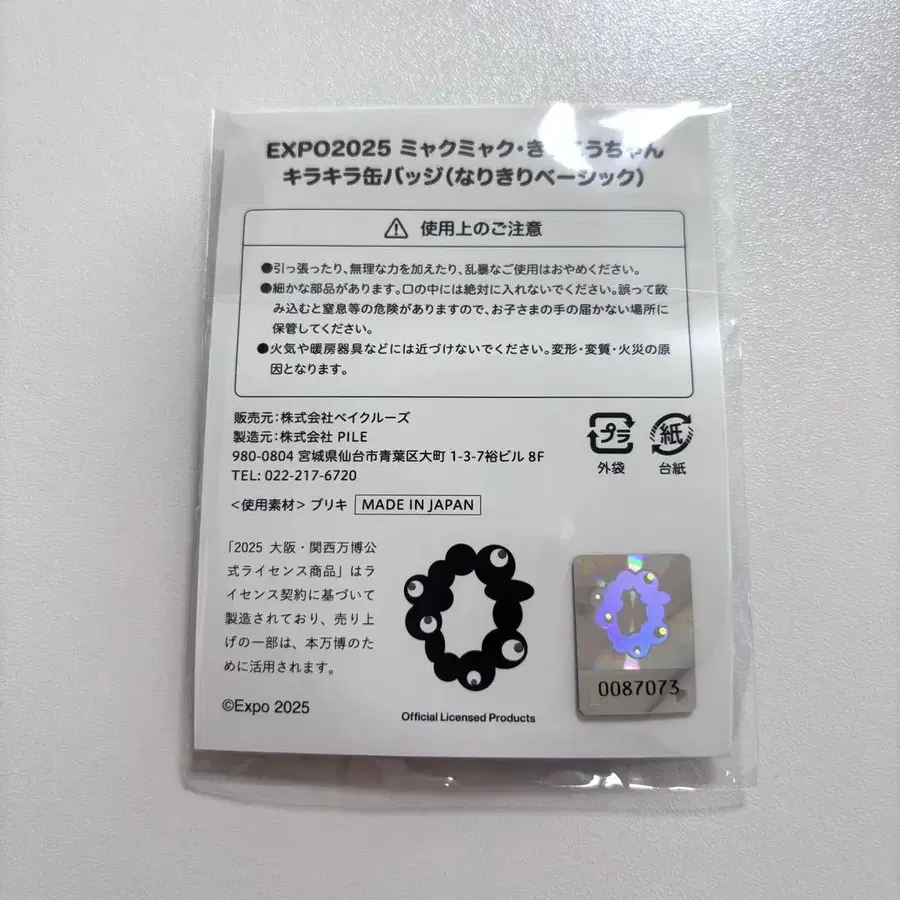 EXPO2025 ミャクミャク・き うちゃん
キラキラ缶バッジ(なりきりベーシック)
使用上のご注意
●引っ張ったり、無理な力を加えたり、乱暴なご使用はおやめください。
●細かな部品があります。口の中には絶対に入れないでください。誤って飲
み込むと窒息等の危険がありますので、お子さまの手の届かない場所に
保管してください。
●火気や暖房器具などには近づけないでください。変形・変質・火災の原
因となります。
販売元:株式会社ベイクルーズ
製造元:株式会社 PILE
980-0804 宮城県仙台市青葉区大町 1-3-7裕ビル 8F
TEL: 022-217-6720
プラ
外袋
紙
台紙
<使用素材> ブリキ MADE IN JAPAN
「2025 大阪・関西万博公
式ライセンス商品」はラ
イセンス契約に基づいて
製造されており、売り上
げの一部は、本万博のた
めに活用されます。
©Expo 2025
Official Licensed Products
0087073